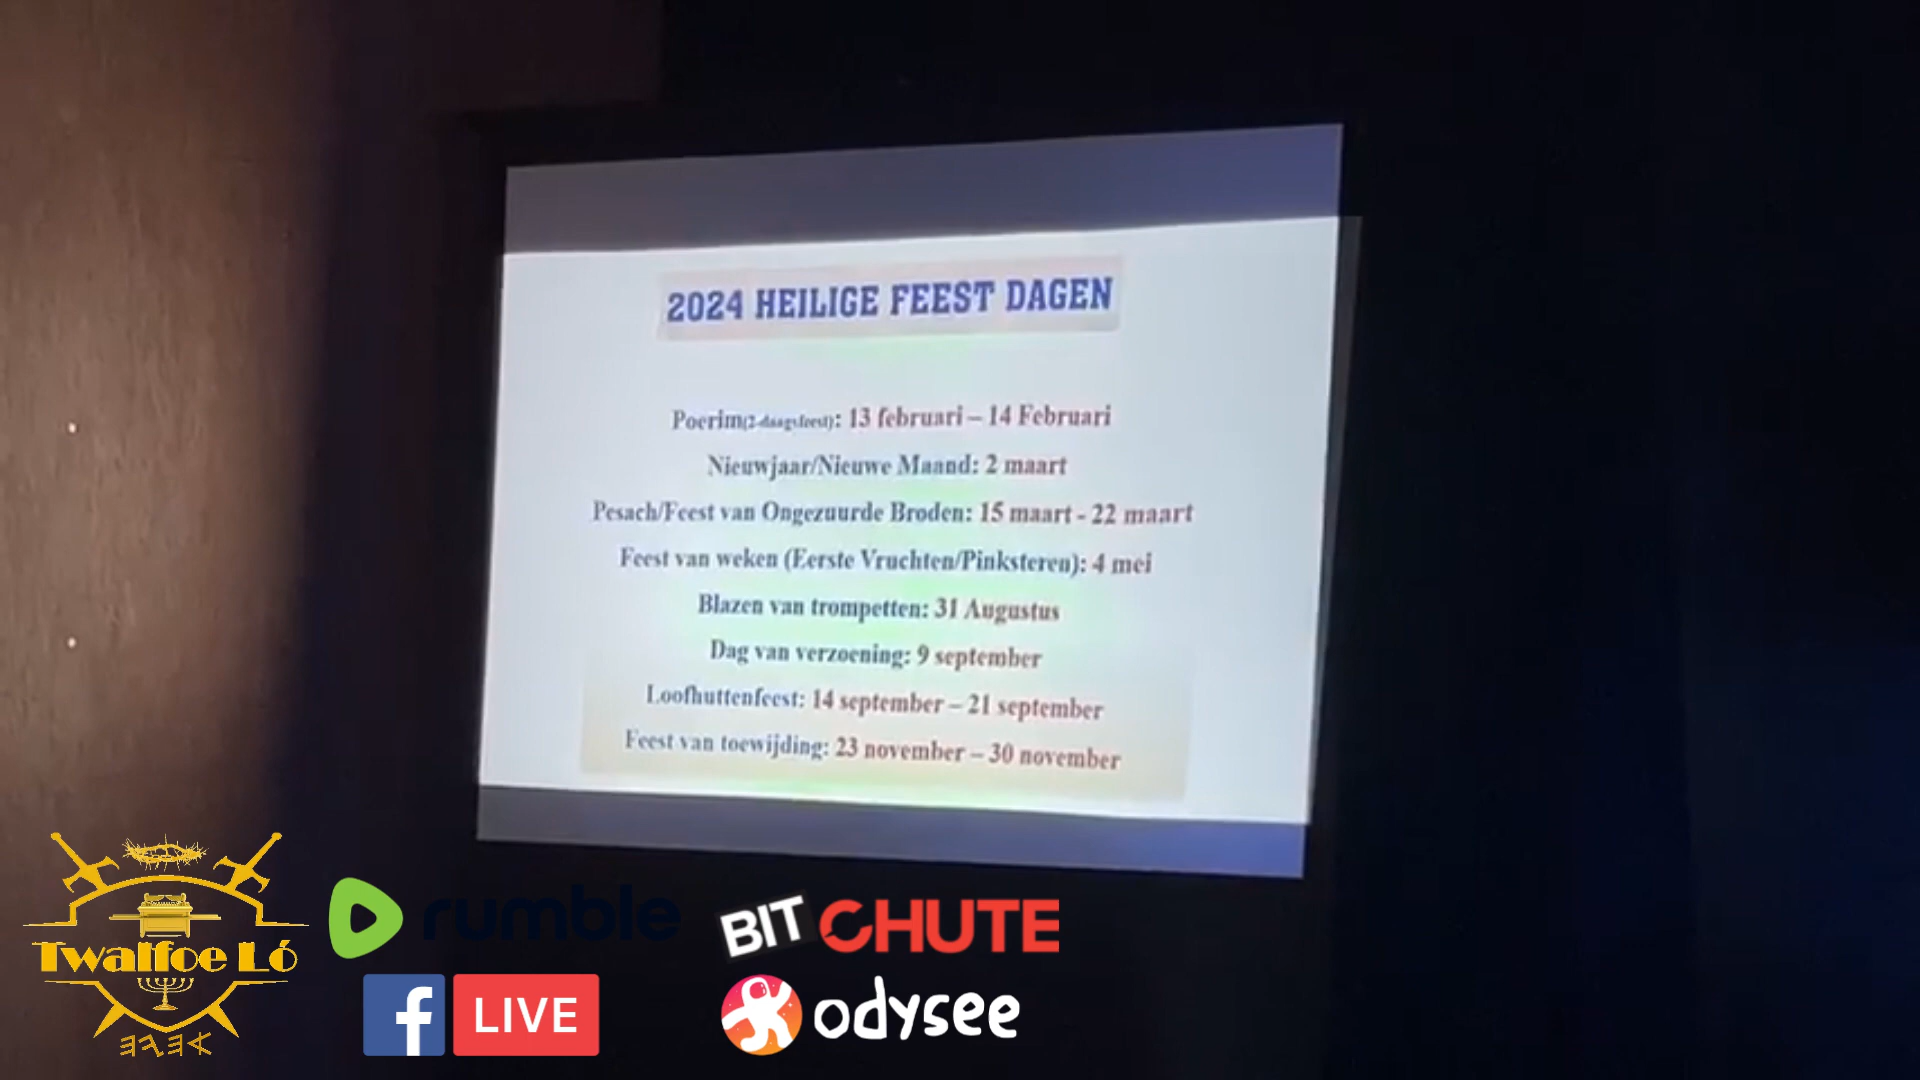 2024 HEILIGE FEEST DAGEN
Poerim(2-daagsfeest): 13 februari – 14 Februari
Nieuwjaar/Nieuwe Maand: 2 maart
Pesach/Feest van Ongezuurde Broden: 15 maart - 22 maart
Feest van weken (Eerste Vruchten/Pinksteren): 4 mei
Blazen van trompetten: 31 Augustus
Dag van verzoening: 9 september
Loofhuttenfeest: 14 september – 21 september
Feest van toewijding: 23 november – 30 november
Twalfoe Ló
rumble
BIT CHUTE
f LIVE
odysee